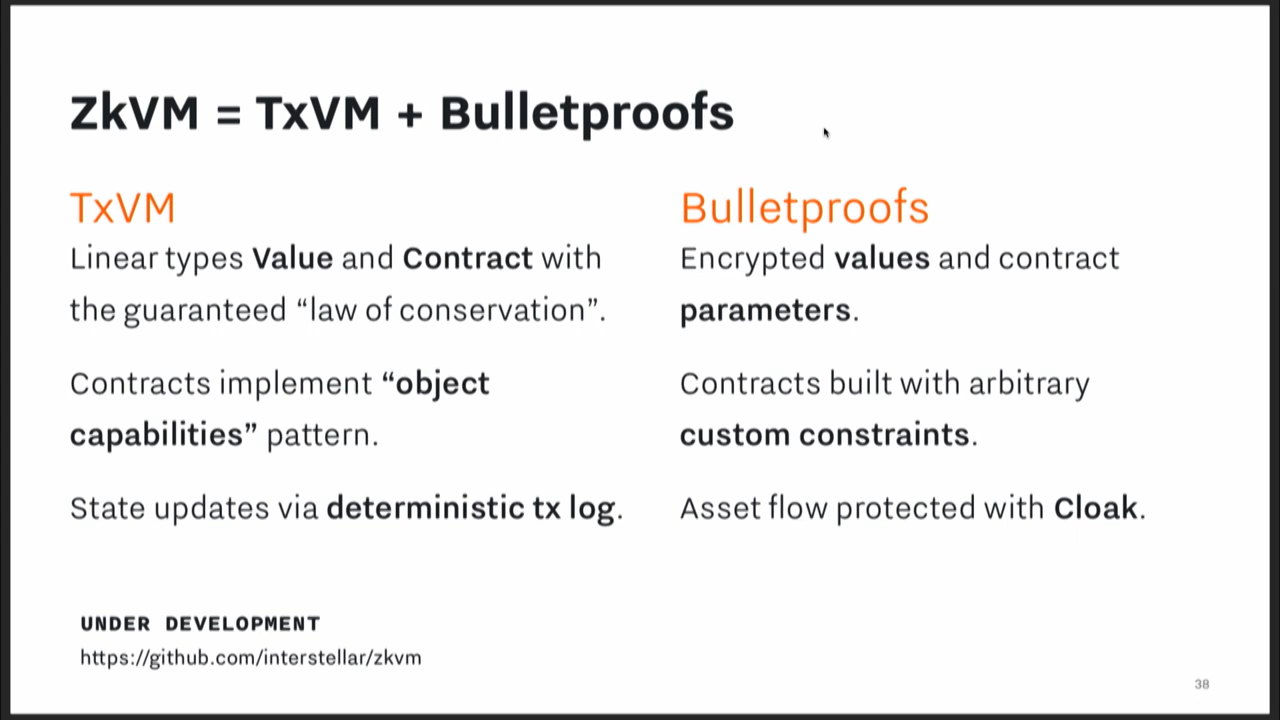 ZkVM = TxVM + Bulletproofs
TxVM
Linear types Value and Contract with
the guaranteed “law of conservation”.
Contracts implement “object
capabilities” pattern.
State updates via deterministic tx log.
Bulletproofs
Encrypted values and contract
parameters.
Contracts built with arbitrary
custom constraints.
Asset flow protected with Cloak.
UNDER DEVELOPMENT
https://github.com/interstellar/zkvm
38